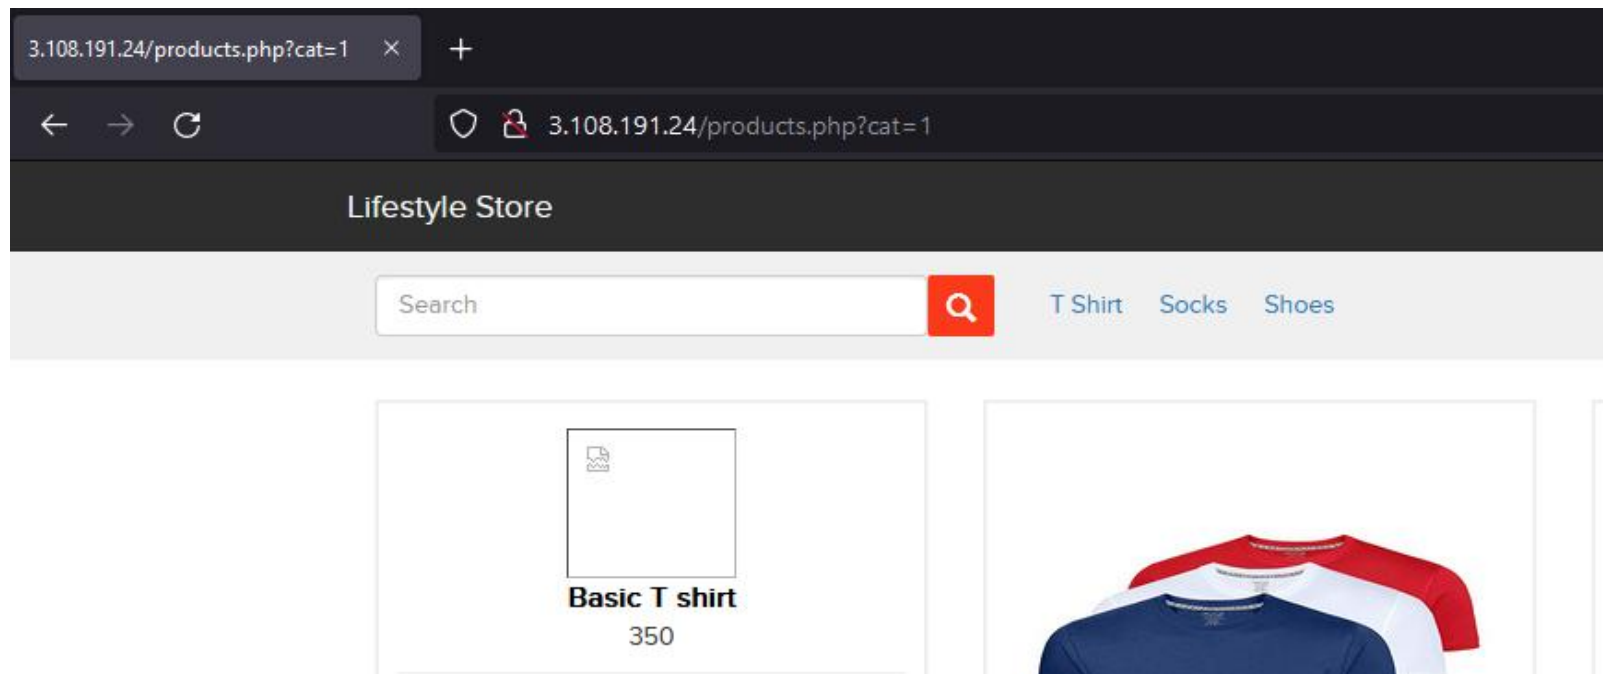 3.108.191.24/products.php?cat=1
3.108.191.24/products.php?cat=1
Lifestyle Store
Search
T Shirt Socks Shoes
Basic T shirt
350